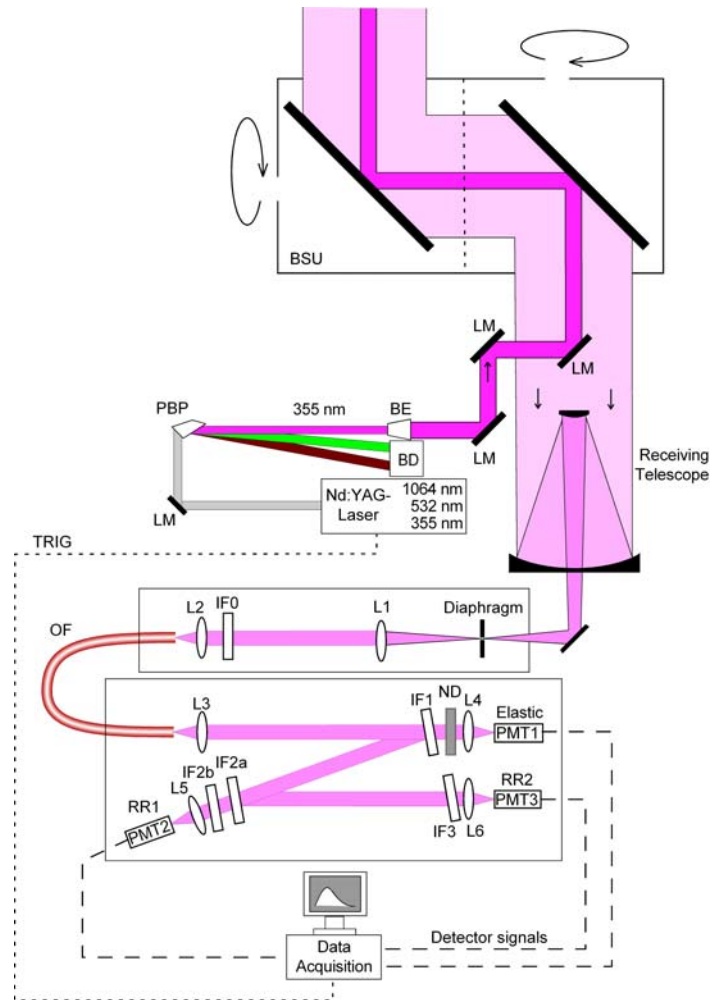 BSU
LM
LM
PBP
355 nm
BE
BD
LM
Receiving
Telescope
Nd:YAG-
Laser
1064 nm
532 nm
355 nm
LM
TRIG
OF
L2
IF0
L1
Diaphragm
L3
IF1
ND
L4
Elastic
PMT1
L5
IF2b
IF2a
RR1
PMT2
RR2
PMT3
IF3
L6
Data
Acquisition
Detector signals